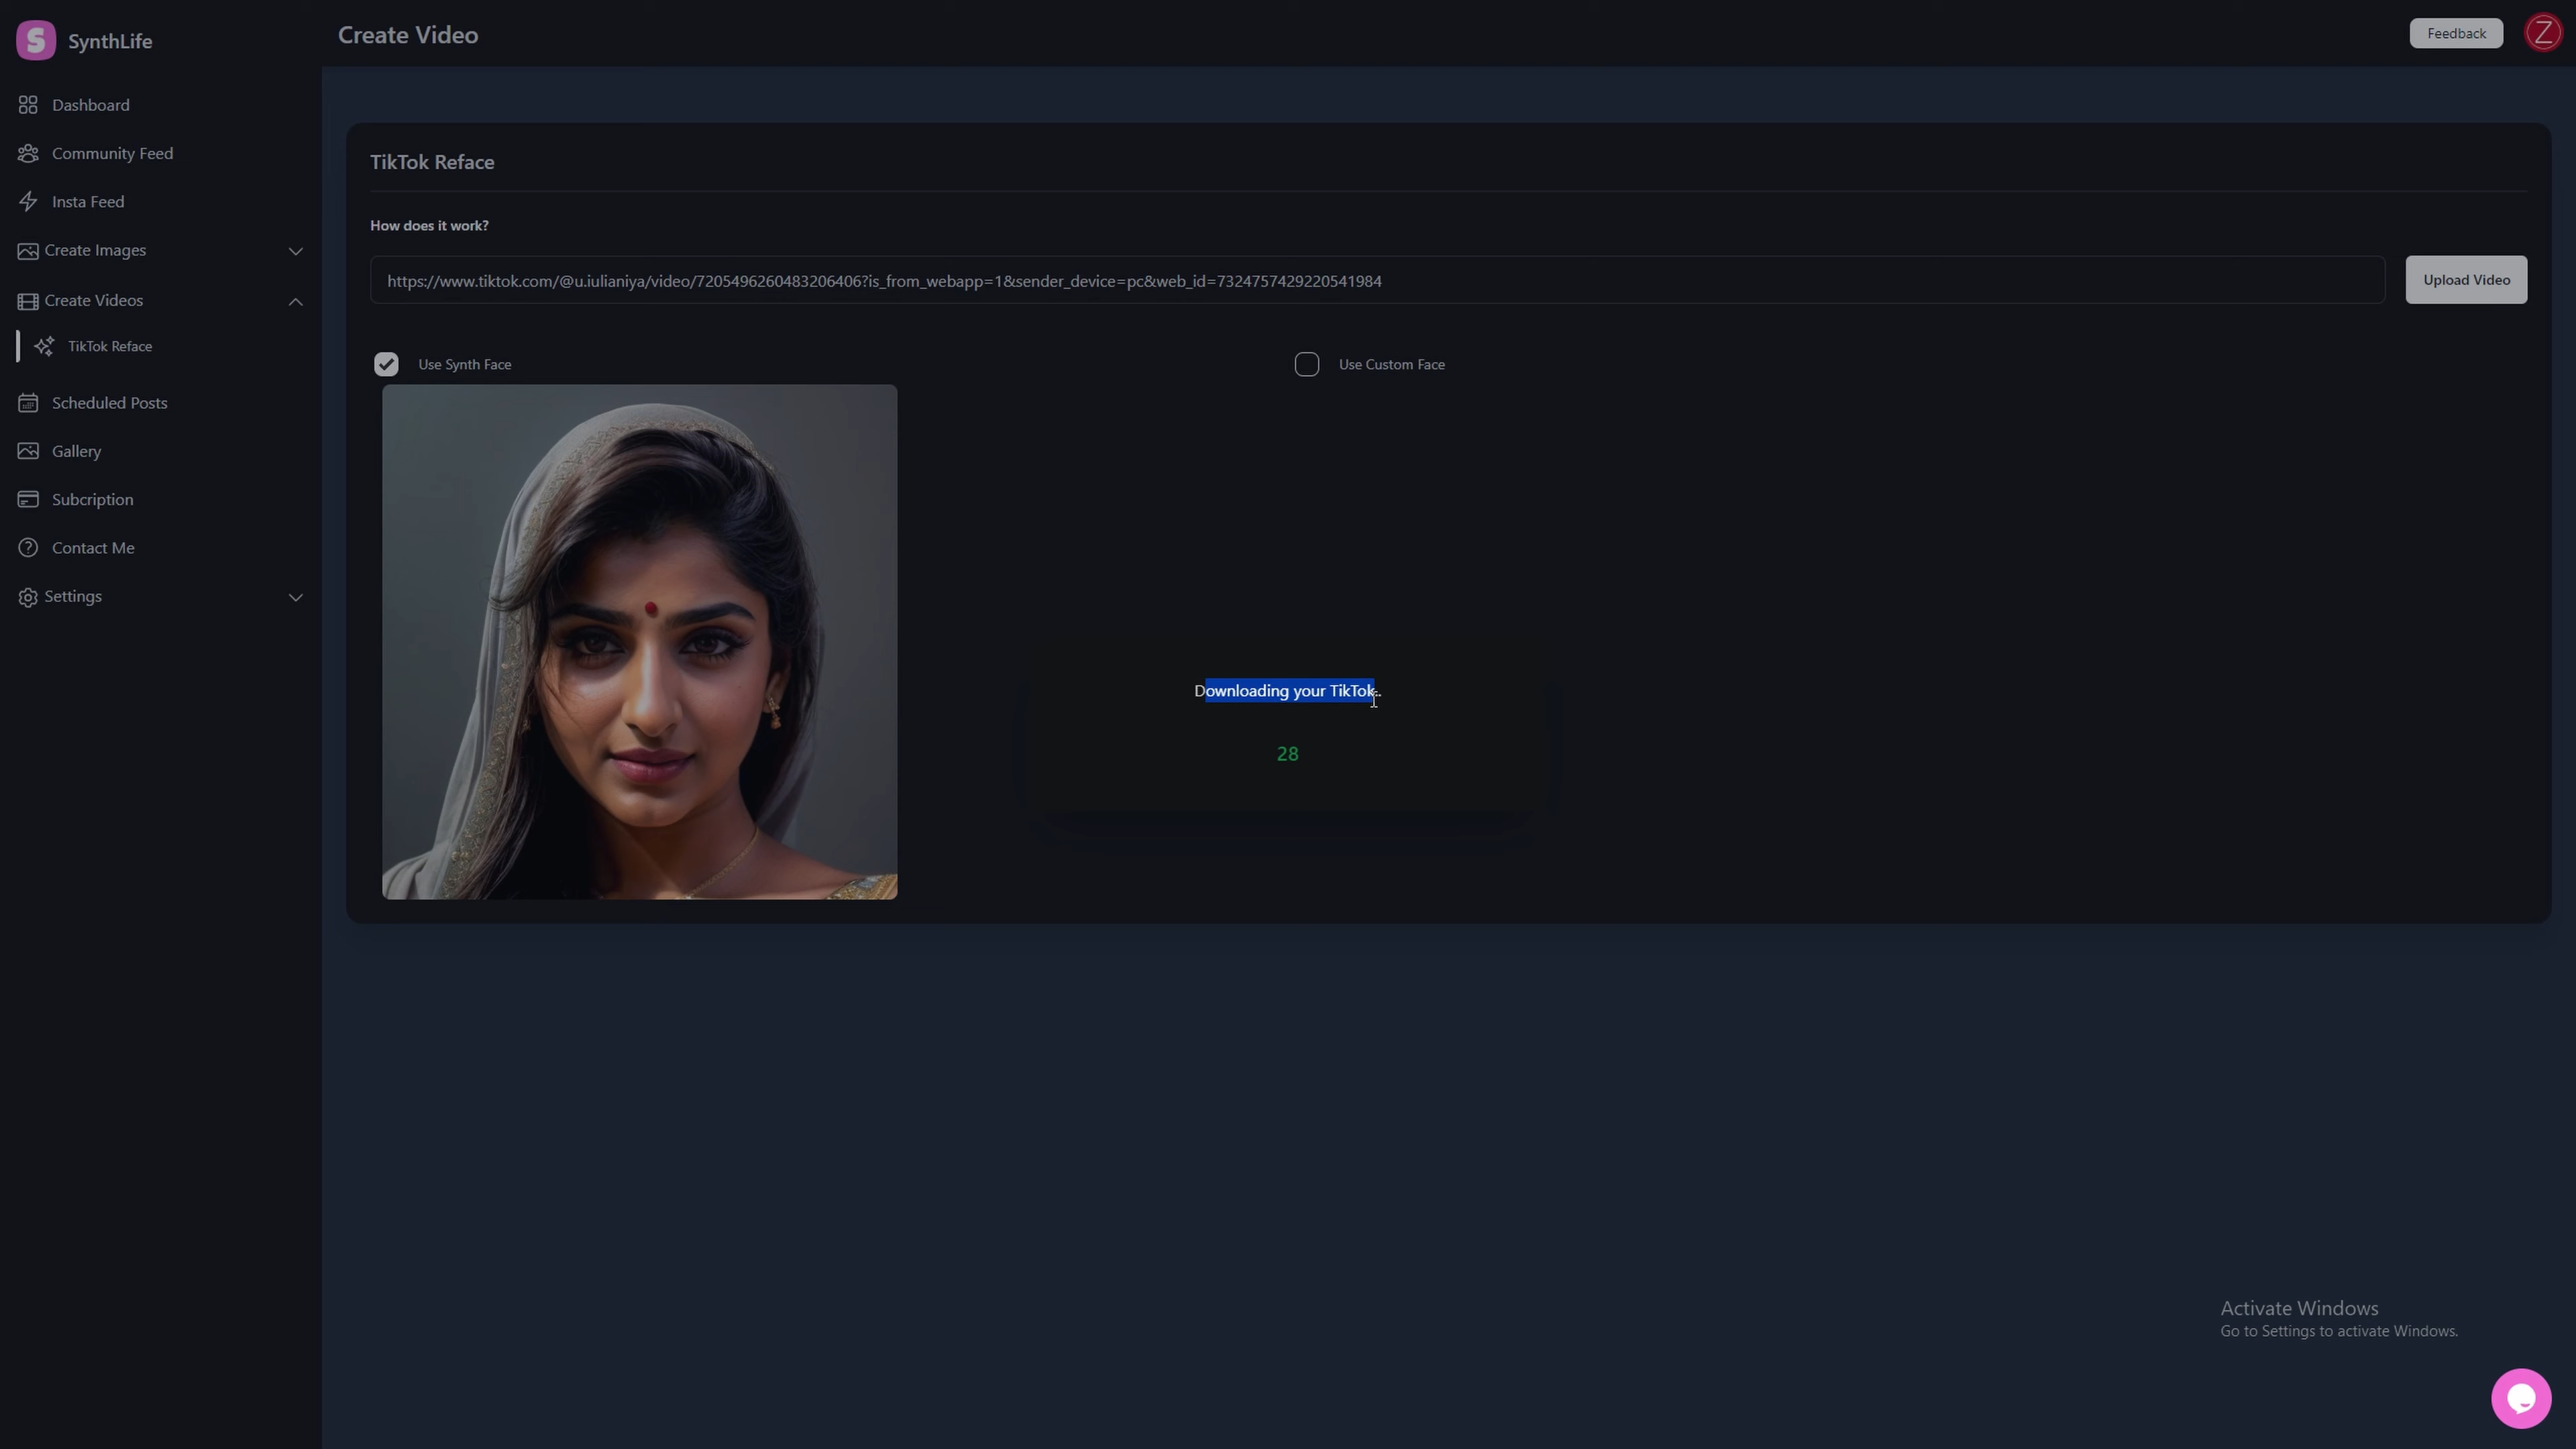 S SynthLife
Create Video
Feedback
Z
Dashboard
Community Feed
Insta Feed
Create Images
Create Videos
TikTok Reface
Scheduled Posts
Gallery
Subcription
Contact Me
Settings
TikTok Reface
How does it work?
https://www.tiktok.com/@u.iulianiya/video/7205496260483206406?is_from_webapp=1&sender_device=pc&web_id=7324757429220541984
Upload Video
Use Synth Face
Use Custom Face
Downloading your TikTok..
28
Activate Windows
Go to Settings to activate Windows.